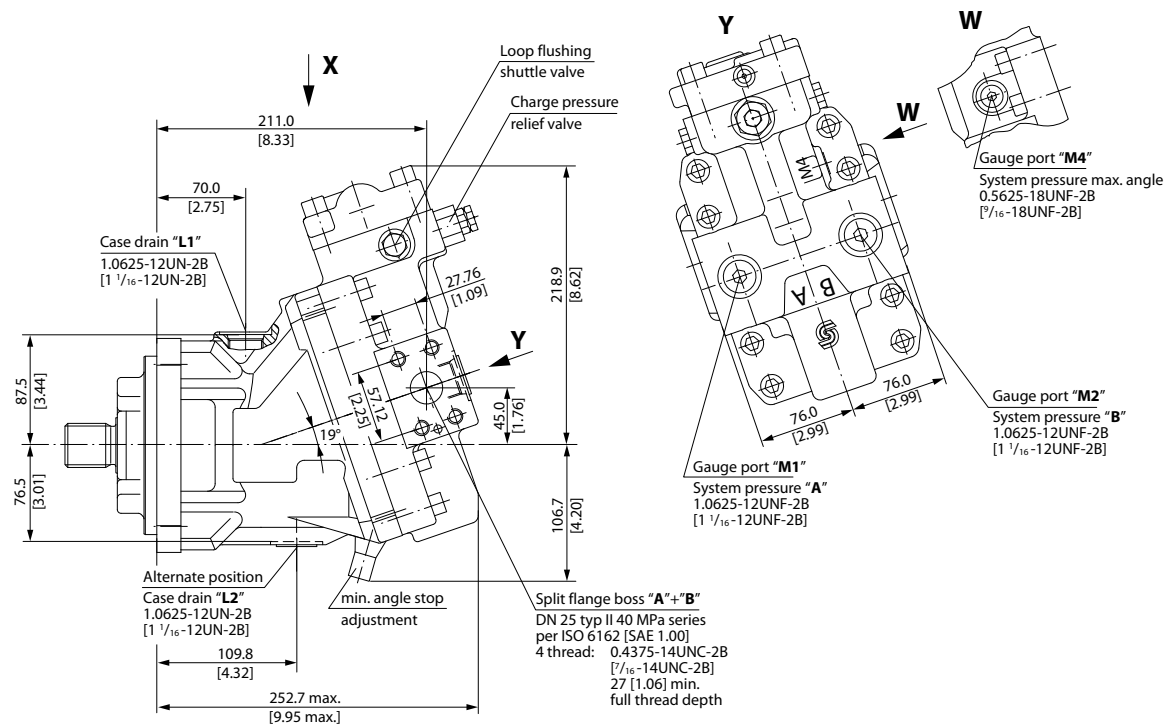 X
Loop flushing
shuttle valve
Charge pressure
relief valve
211.0
[8.33]
70.0
[2.75]
Case drain "L1"
1.0625-12UN-2B
[1 1/16-12UN-2B]
27.76
[1.09]
218.9
[8.62]
Y
87.5
[3.44]
57.12
[2.25]
45.0
[1.76]
19°
76.5
[3.01]
106.7
[4.20]
Alternate position
Case drain "L2"
1.0625-12UN-2B
[1 1/16-12UN-2B]
min. angle stop
adjustment
109.8
[4.32]
252.7 max.
[9.95 max.]
Split flange boss "A"+"B"
DN 25 typ II 40 MPa series
per ISO 6162 [SAE 1.00]
4 thread: 0.4375-14UNC-2B
[7/16-14UNC-2B]
27 [1.06] min.
full thread depth
Y
W
W
M4
Gauge port "M4"
System pressure max. angle
0.5625-18UNF-2B
[9/16-18UNF-2B]
B A
S
76.0
[2.99]
76.0
[2.99]
Gauge port "M2"
System pressure "B"
1.0625-12UNF-2B
[1 1/16-12UNF-2B]
Gauge port "M1"
System pressure "A"
1.0625-12UNF-2B
[1 1/16-12UNF-2B]